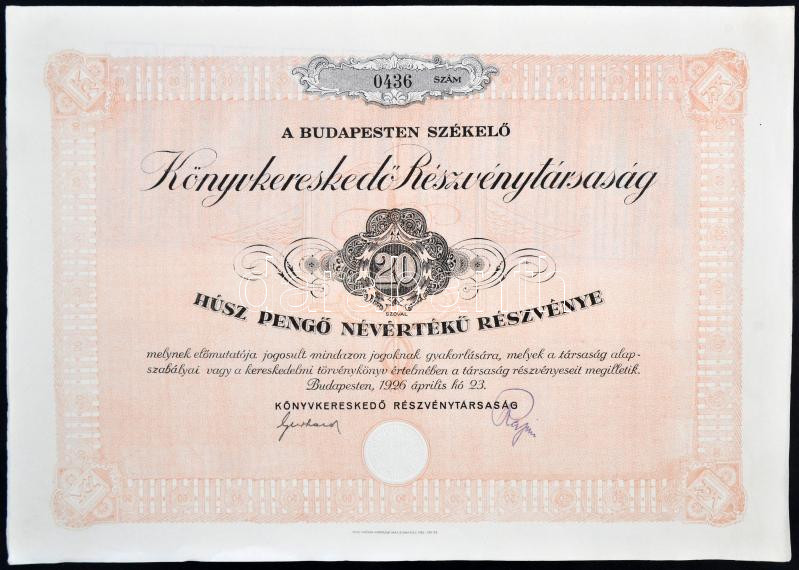 0436 SZÁM
A BUDAPESTEN SZÉKELŐ
Könyvkereskedő Részvénytársaság
20
SZÓVAL
HÚSZ PENGŐ NÉVÉRTÉKŰ RÉSZVÉNYE
melynek előmutatója jogosult mindazon jogoknak gyakorlására, melyek a társaság alap-
szabályai vagy a kereskedelmi törvénykönyv értelmében a társaság részvényeseit megilletik.
Budapesten, 1926 április hó 23.
KÖNYVKERESKEDŐ RÉSZVÉNYTÁRSASÁG